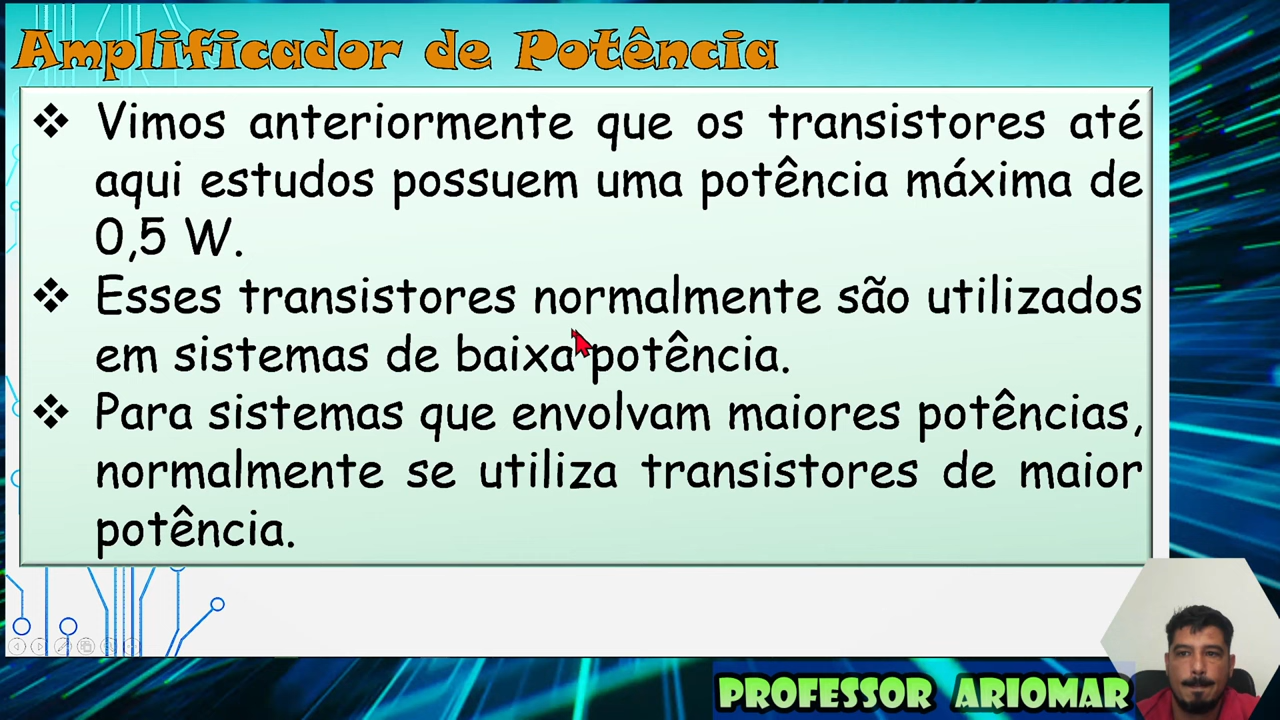 Amplificador de Potência
❖ Vimos anteriormente que os transistores até
aqui estudos possuem uma potência máxima de
0,5 W.
❖ Esses transistores normalmente são utilizados
em sistemas de baixa potência.
❖ Para sistemas que envolvam maiores potências,
normalmente se utiliza transistores de maior
potência.
PROFESSOR ARIOMAR